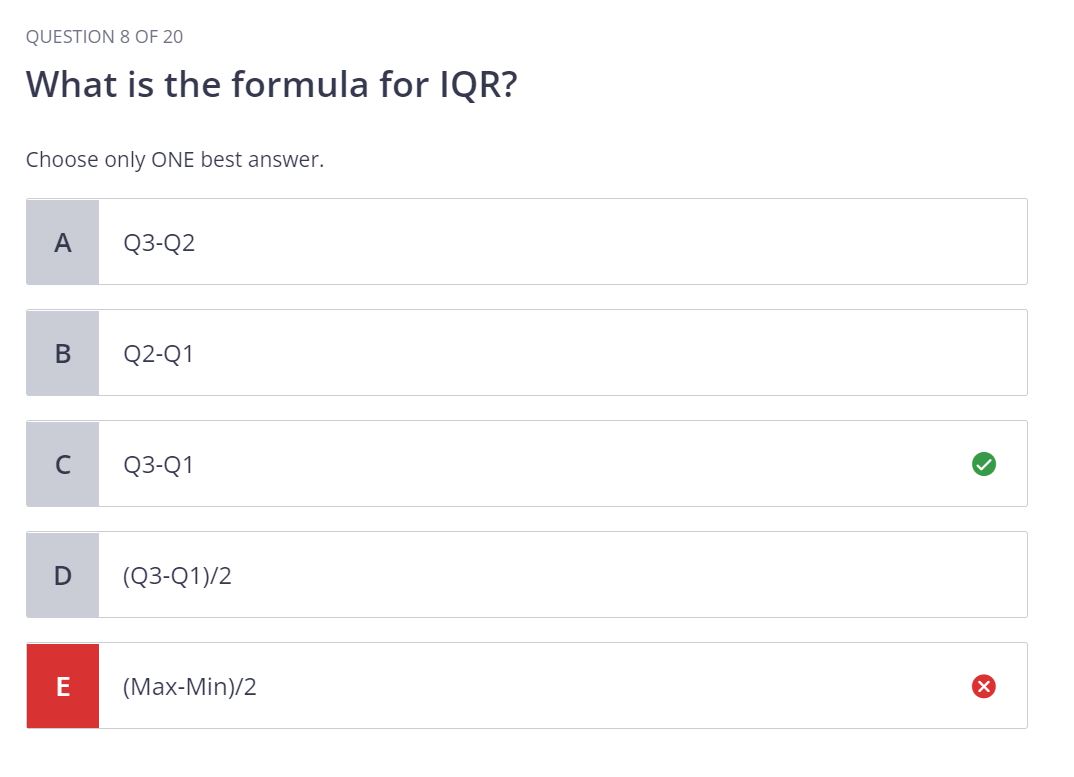 QUESTION 8 OF 20
What is the formula for IQR?
Choose only ONE best answer.
A Q3-Q2
B Q2-Q1
C Q3-Q1
D (Q3-Q1)/2
E (Max-Min)/2